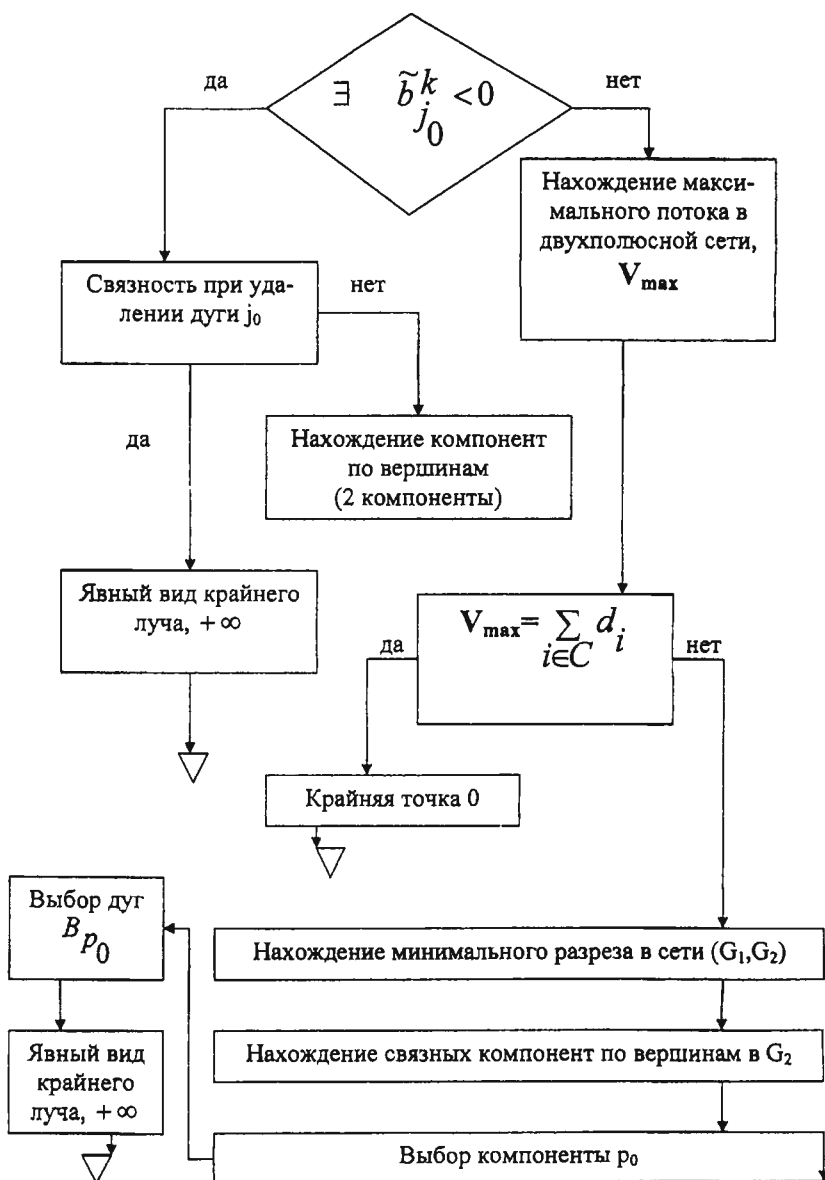 да
∃ b̃ᵏ_{j₀} <0
нет
Нахождение макси-
мального потока в
двухполюсной сети,
V_max
Связность при уда-
лении дуги j₀
нет
да
Нахождение компонент
по вершинам
(2 компоненты)
Явный вид крайнего
луча, +∞
V_max= ∑_{i∈C} d_i
да
нет
Крайняя точка 0
Выбор дуг
B_{p₀}
Нахождение минимального разреза в сети (G₁,G₂)
Явный вид
крайнего
луча, +∞
Нахождение связных компонент по вершинам в G₂
Выбор компоненты p₀